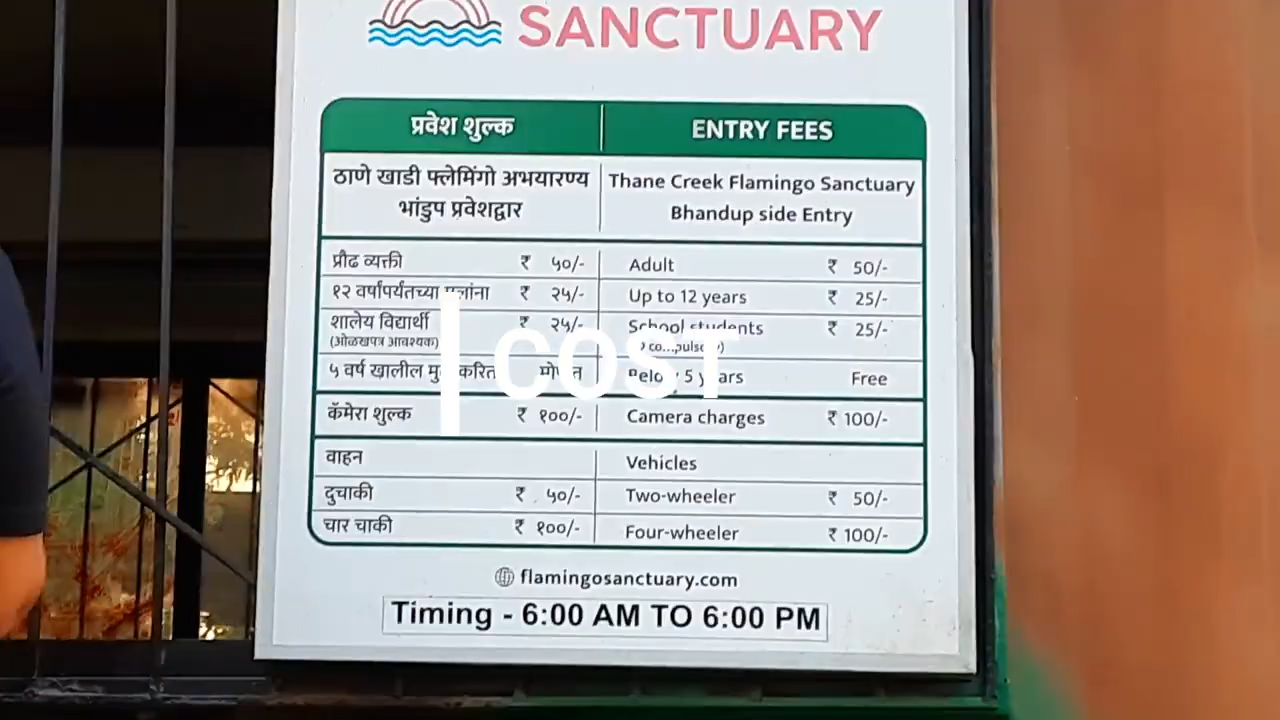 SANCTUARY
प्रवेश शुल्क ENTRY FEES
ठाणे खाडी फ्लेमिंगो अभयारण्य Thane Creek Flamingo Sanctuary
भांडुप प्रवेशद्वार Bhandup side Entry
प्रौढ व्यक्ती ₹ ५०/- Adult ₹ 50/-
१२ वर्षांपर्यंतच्या ₹ २५/- Up to 12 years ₹ 25/-
शालेय विद्यार्थी ₹ २५/- School students ₹ 25/-
(ओळखपत्र आवश्यक)
५ वर्ष खालील Below 5 years Free
| COST
कॅमेरा शुल्क ₹ १००/- Camera charges ₹ 100/-
वाहन Vehicles
दुचाकी ₹ ५०/- Two-wheeler ₹ 50/-
चार चाकी ₹ १००/- Four-wheeler ₹ 100/-
flamingosanctuary.com
Timing - 6:00 AM TO 6:00 PM